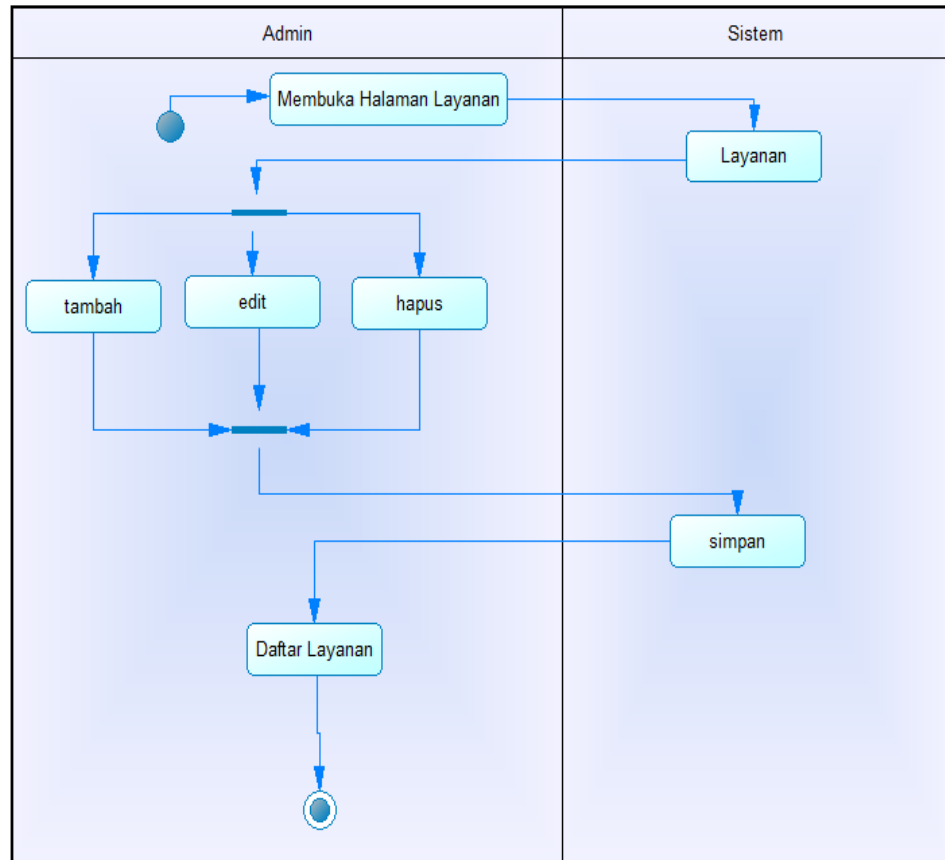 Admin
Sistem
Membuka Halaman Layanan
Layanan
tambah
edit
hapus
simpan
Daftar Layanan